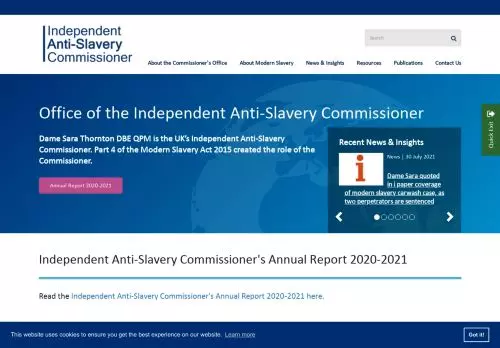 Independent
Anti-Slavery
Commissioner
Search
About the Commissioner's Office
About Modern Slavery
News & Insights
Resources
Publications
Contact Us
Office of the Independent Anti-Slavery Commissioner
Dame Sara Thornton DBE QPM is the UK's Independent Anti-Slavery
Commissioner. Part 4 of the Modern Slavery Act 2015 created the role of the
Commissioner.
Annual Report 2020-2021
Recent News & Insights
News | 30 July 2021
i
Dame Sara quoted
in i paper coverage
of modern slavery carwash case, as
two perpetrators are sentenced
Quick Exit
Independent Anti-Slavery Commissioner's Annual Report 2020-2021
Read the Independent Anti-Slavery Commissioner's Annual Report 2020-2021 here.
This website uses cookies to ensure you get the best experience on our website. Learn more
Got it!